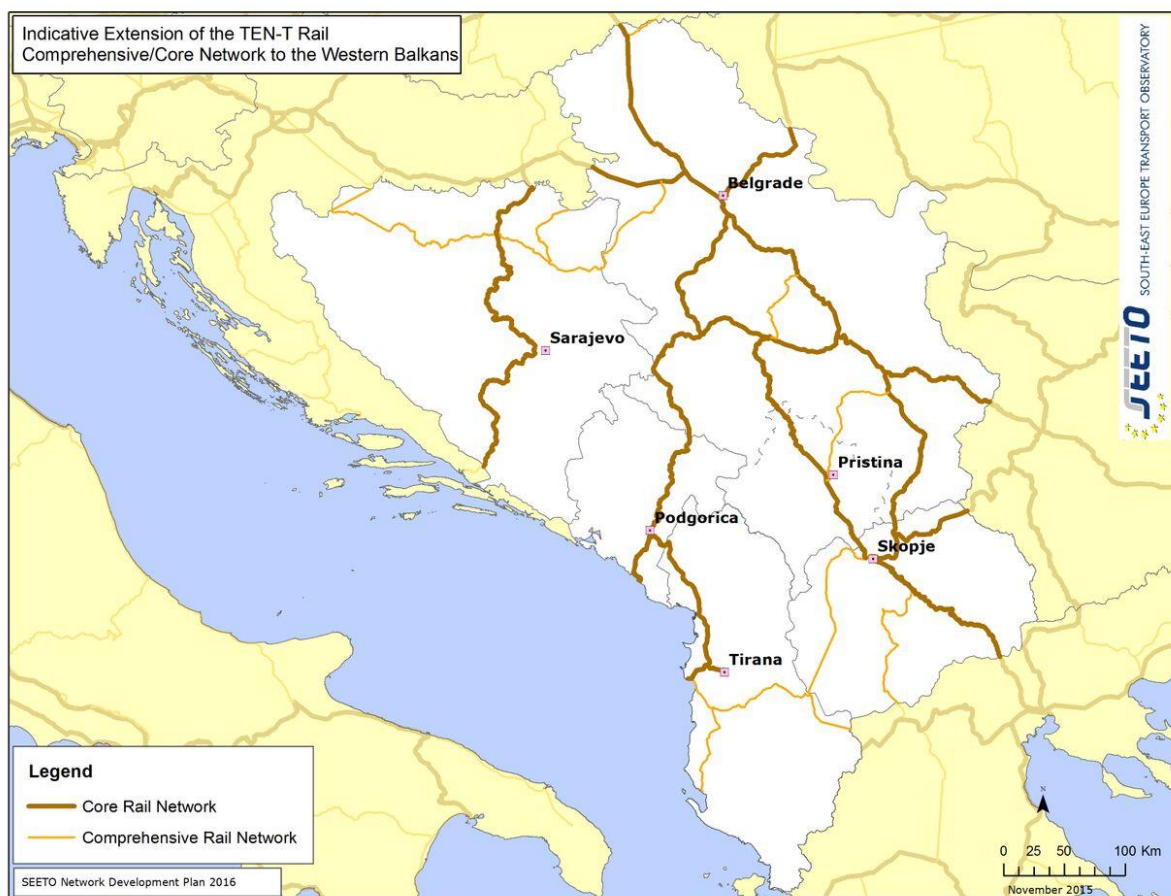 Indicative Extension of the TEN-T Rail
Comprehensive/Core Network to the Western Balkans
SEETO SOUTH-EAST EUROPE TRANSPORT OBSERVATORY
Belgrade
Sarajevo
Pristina
Podgorica
Skopje
Tirana
Legend
Core Rail Network
Comprehensive Rail Network
SEETO Network Development Plan 2016
N
0 25 50 100 Km
November 2015